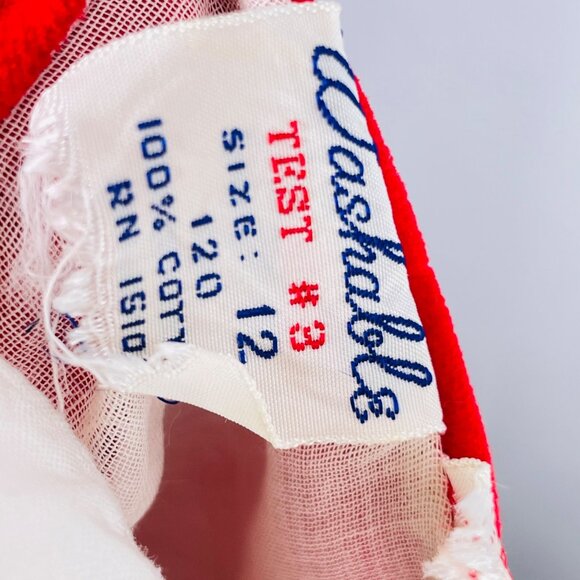 Washable
TEST #3
SIZE: 12
120
100% COTT
RN 1510